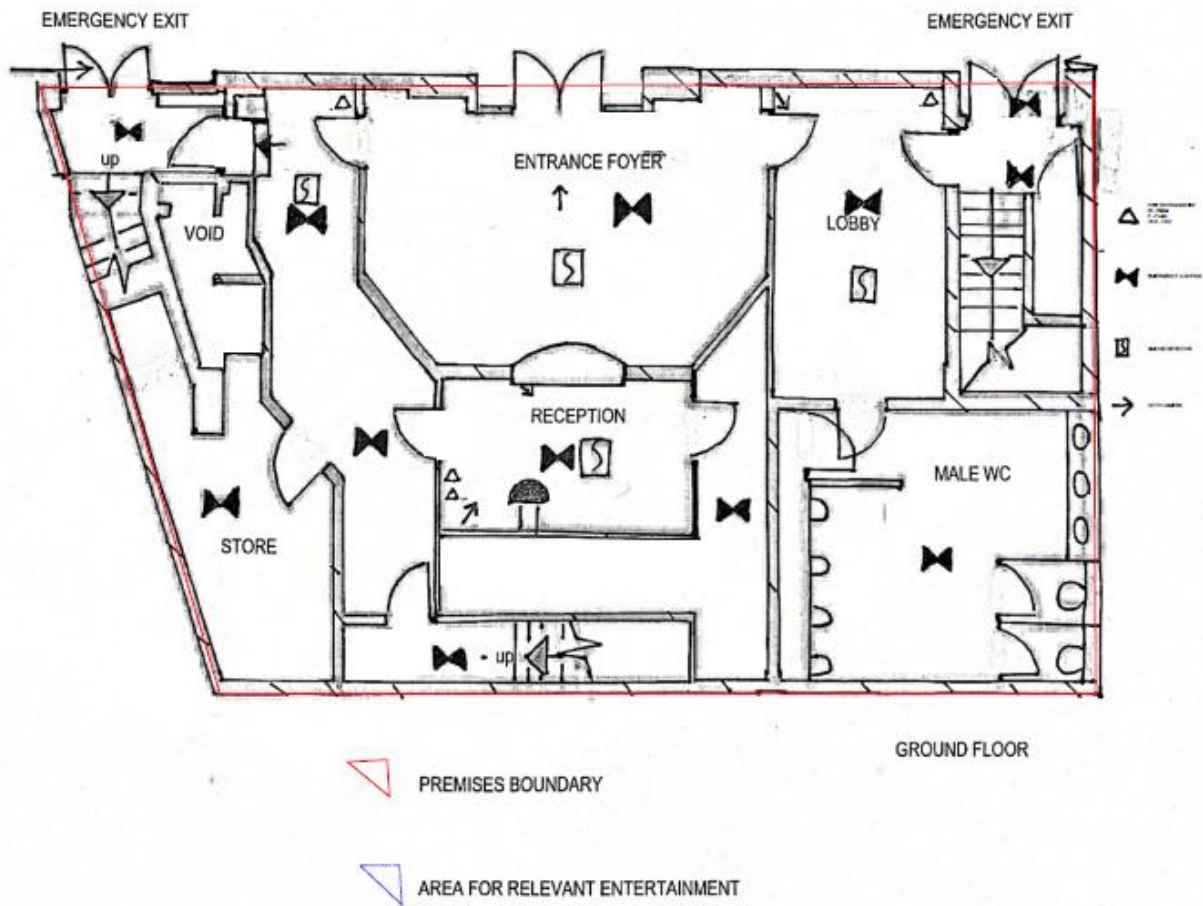 EMERGENCY EXIT
EMERGENCY EXIT
up
VOID
ENTRANCE FOYER
LOBBY
RECEPTION
MALE WC
STORE
up
GROUND FLOOR
PREMISES BOUNDARY
AREA FOR RELEVANT ENTERTAINMENT